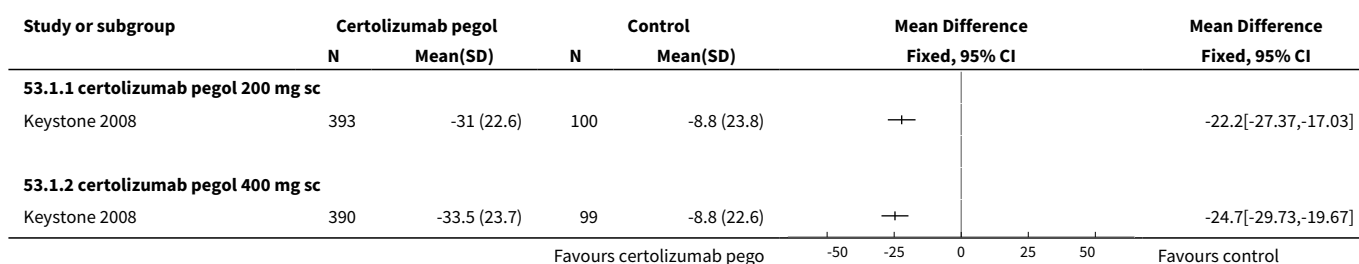 Study or subgroup Certolizumab pegol Control Mean Difference Mean Difference
N Mean(SD) N Mean(SD) Fixed, 95% CI Fixed, 95% CI
53.1.1 certolizumab pegol 200 mg sc
Keystone 2008 393 -31 (22.6) 100 -8.8 (23.8) -22.2[-27.37,-17.03]
53.1.2 certolizumab pegol 400 mg sc
Keystone 2008 390 -33.5 (23.7) 99 -8.8 (22.6) -24.7[-29.73,-19.67]
Favours certolizumab pego -50 -25 0 25 50 Favours control